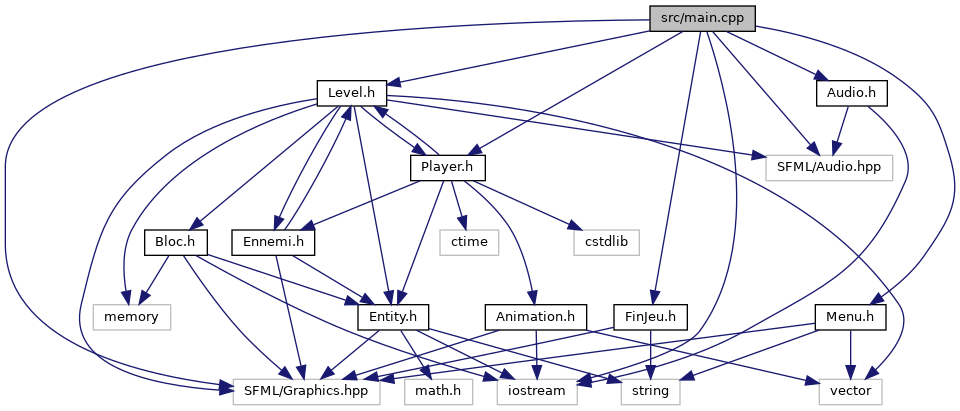 src/main.cpp
Level.h
Audio.h
Player.h
SFML/Audio.hpp
Bloc.h
Ennemi.h
ctime
cstdlib
memory
Entity.h
Animation.h
FinJeu.h
Menu.h
SFML/Graphics.hpp
math.h
iostream
string
vector